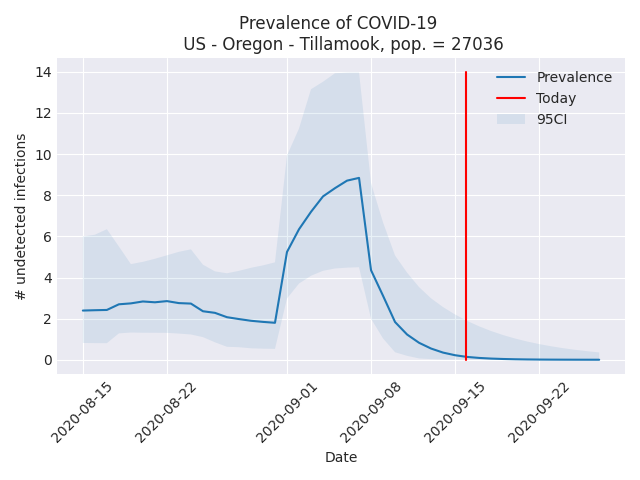 Prevalence of COVID-19
US - Oregon - Tillamook, pop. = 27036
14
12
10
8
6
4
2
0
# undetected infections
Prevalence
Today
95CI
2020-08-15
2020-08-22
2020-09-01
2020-09-08
2020-09-15
2020-09-22
Date